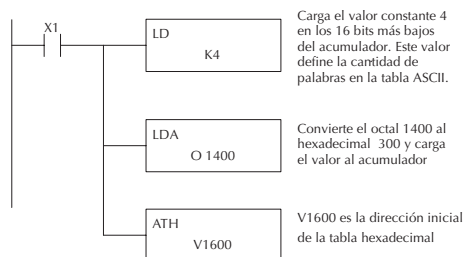 X1
LD
K4
Carga el valor constante 4
en los 16 bits más bajos
del acumulador. Este valor
define la cantidad de
palabras en la tabla ASCII.
LDA
O 1400
Convierte el octal 1400 al
hexadecimal 300 y carga
el valor al acumulador
ATH
V1600
V1600 es la dirección inicial
de la tabla hexadecimal